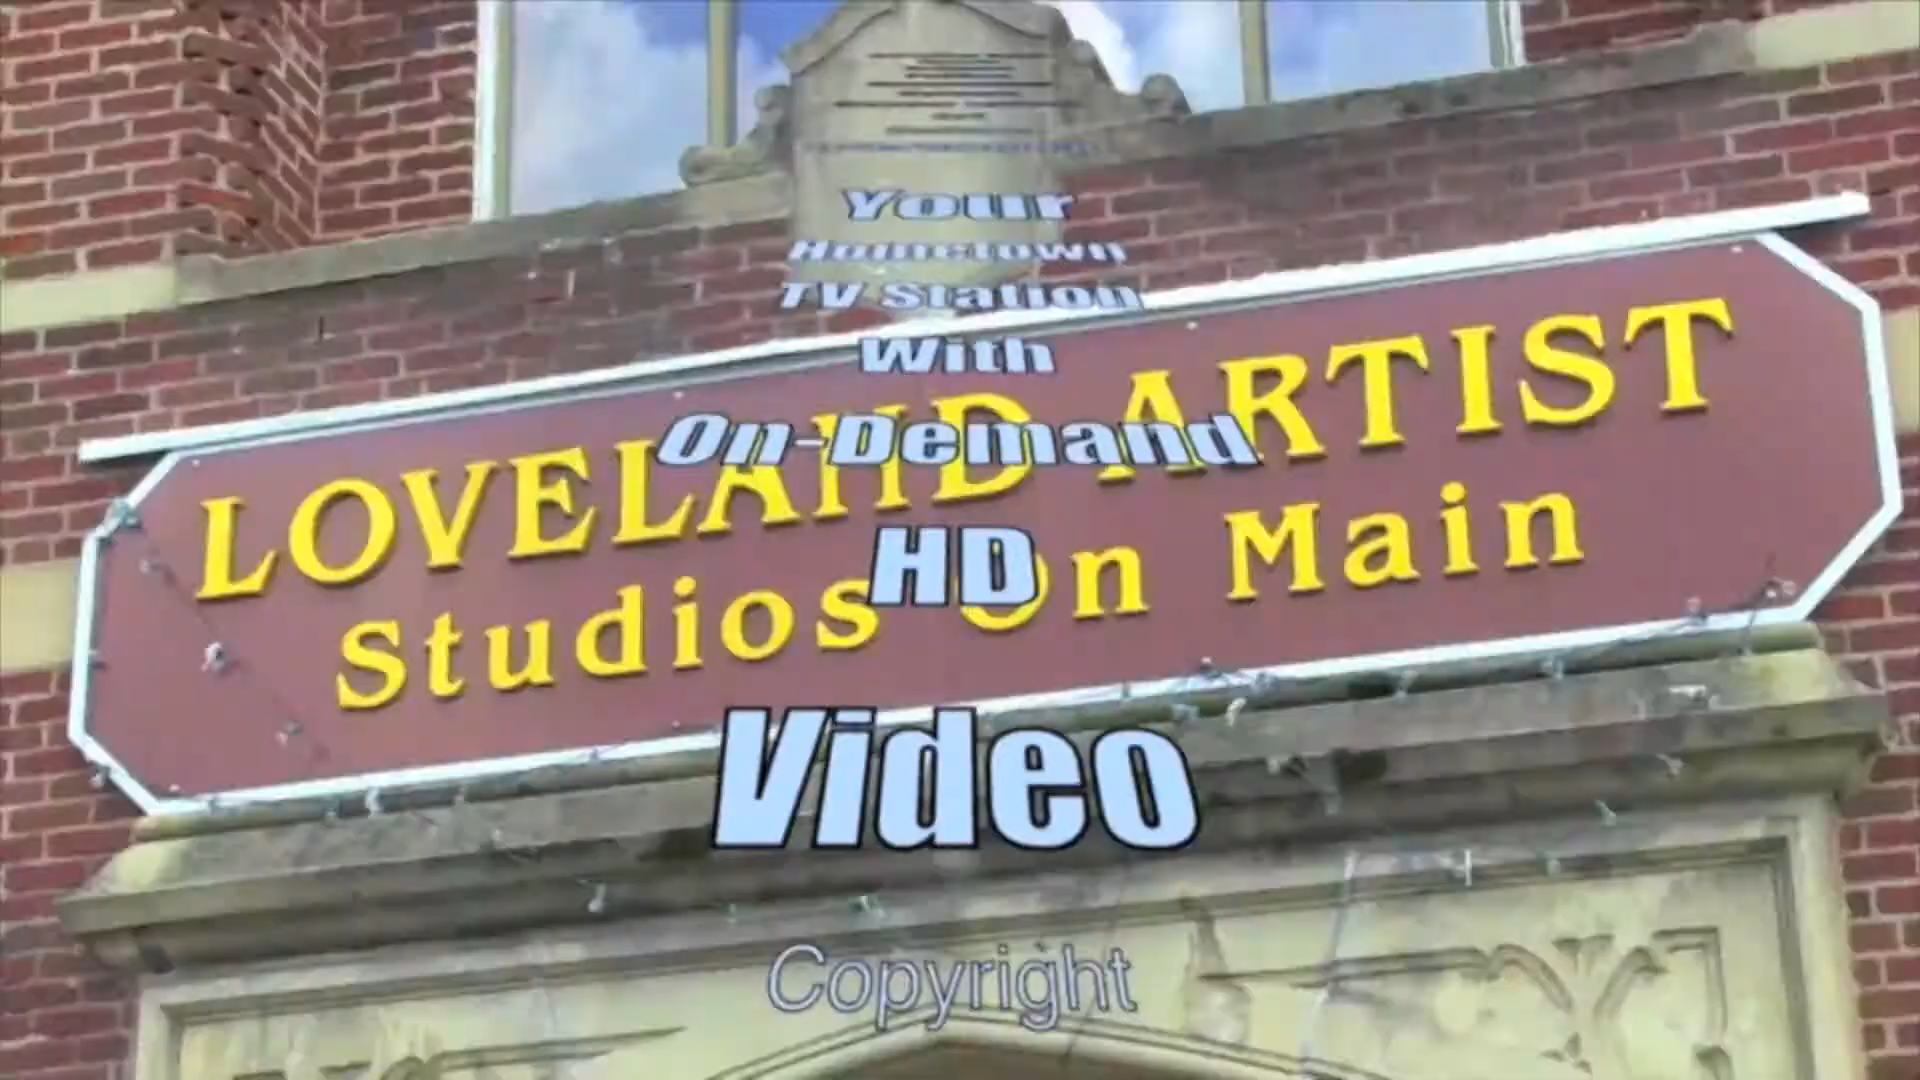 Your
Hometown
TV Station
With
On-Demand
HD
Video
Copyright
LOVELAND ARTIST
Studios On Main